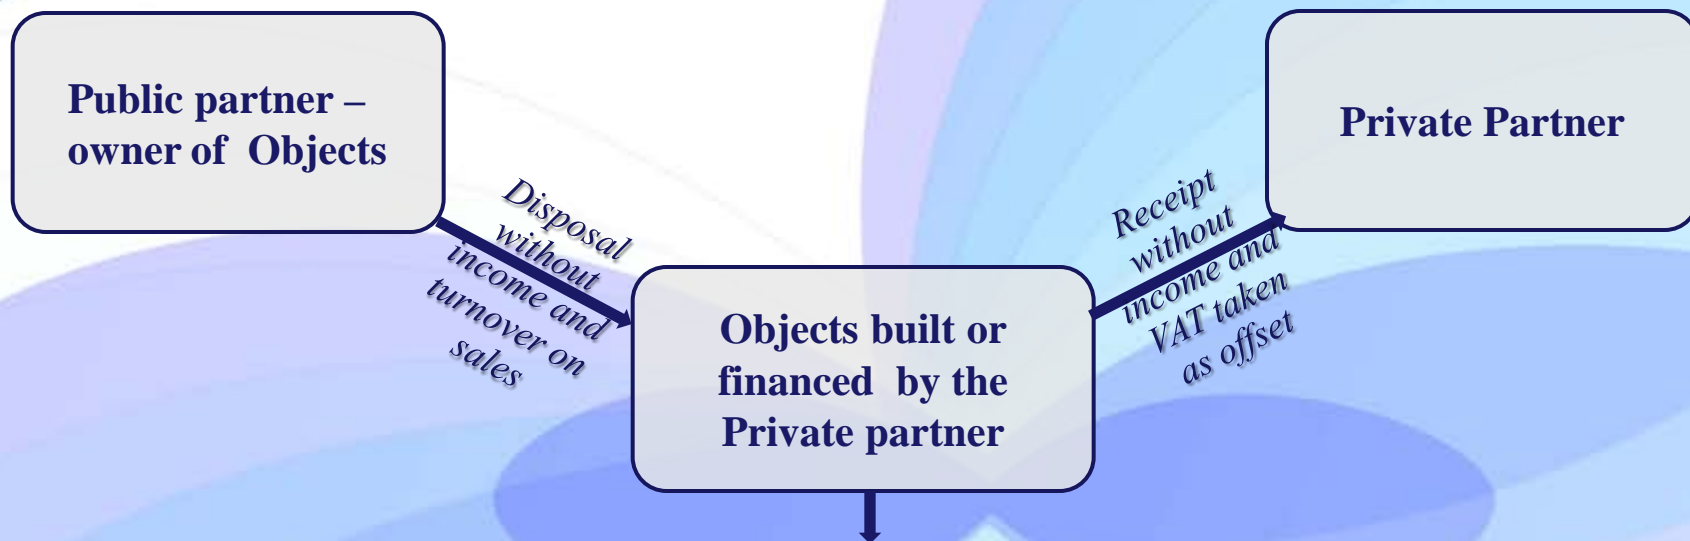 Public partner –
owner of Objects
Private Partner
Disposal
without
income and
turnover on
sales
Receipt
without
income and
VAT taken
as offset
Objects built or
financed by the
Private partner